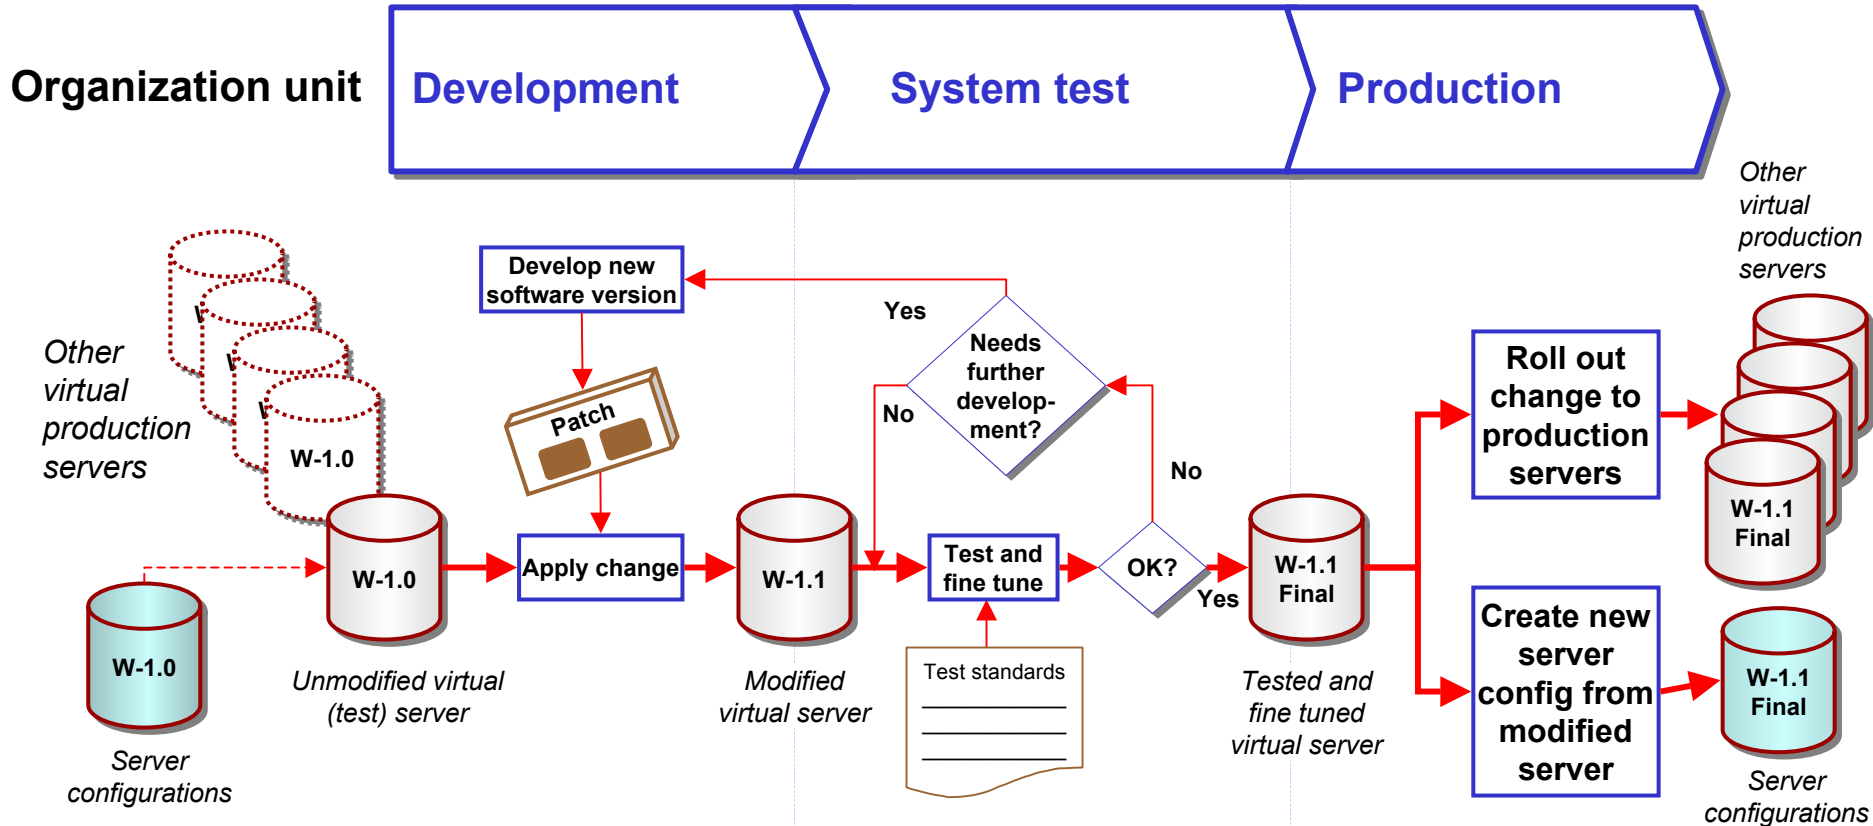 Organization unit
Development
System test
Production
Other
virtual
production
servers
Develop new
software version
Yes
Needs
further
develop-
ment?
No
Other
virtual
production
servers
Patch
W-1.0
No
Roll out
change to
production
servers
W-1.1
Final
W-1.0
Apply change
W-1.1
Test and
fine tune
OK?
Yes
W-1.1
Final
W-1.0
Server
configurations
Unmodified virtual
(test) server
Modified
virtual server
Test standards
Tested and
fine tuned
virtual server
Create new
server
config from
modified
server
W-1.1
Final
Server
configurations